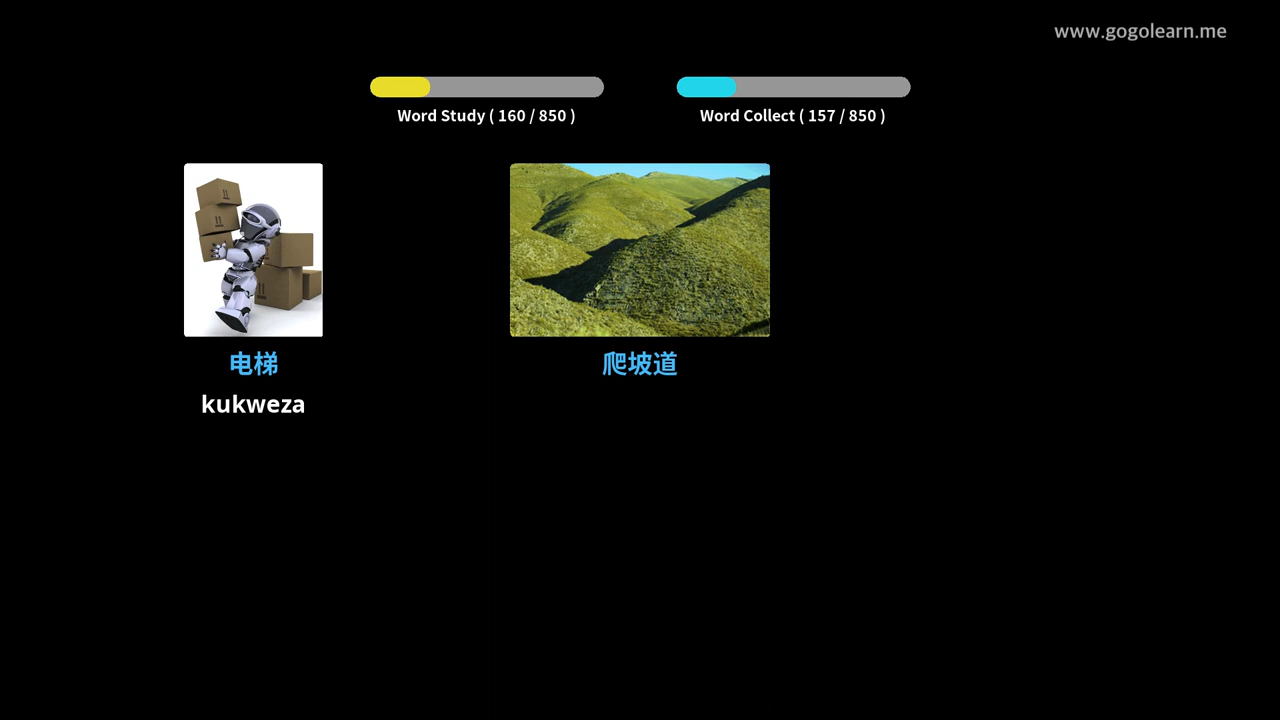 www.gogolearn.me
Word Study ( 160 / 850 )
Word Collect ( 157 / 850 )
电梯
爬坡道
kukweza